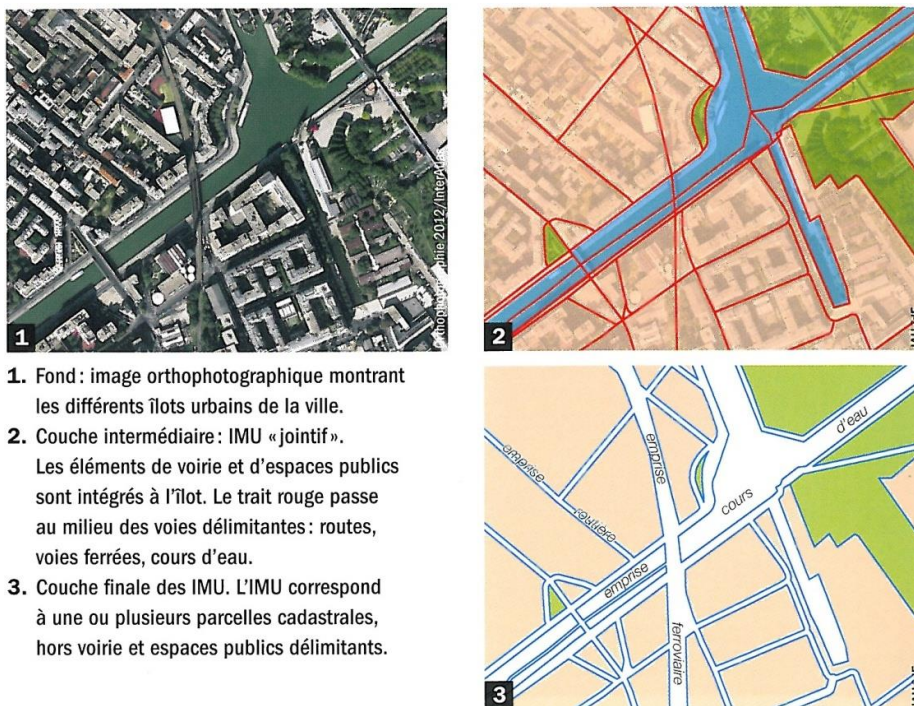 Orthophotographie 2012/InterAtlas
1
2
1. Fond : image orthophotographique montrant
les différents îlots urbains de la ville.
2. Couche intermédiaire : IMU «jointif».
Les éléments de voirie et d'espaces publics
sont intégrés à l'îlot. Le trait rouge passe
au milieu des voies délimitantes : routes,
voies ferrées, cours d'eau.
3. Couche finale des IMU. L'IMU correspond
à une ou plusieurs parcelles cadastrales,
hors voirie et espaces publics délimitants.
emprise
routière
emprise
ferroviaire
emprise
cours
d'eau
3